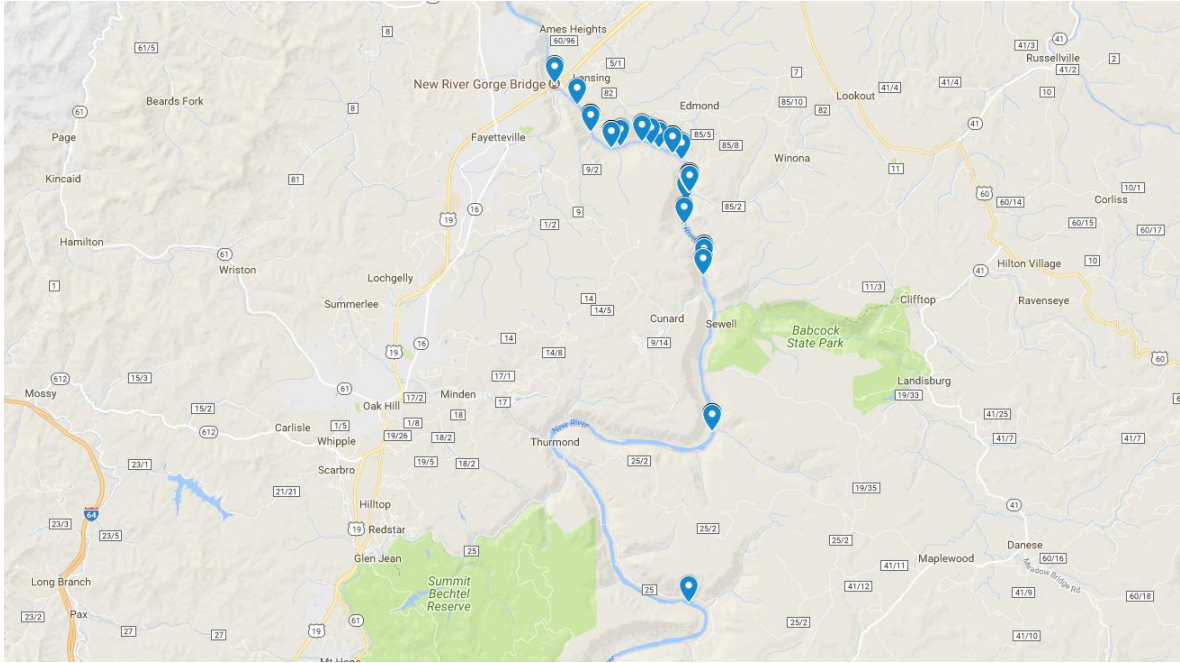 Ames Heights
60/96
8
61/5
41
41/3
Russellville
41/2
2
5/1
Lansing
New River Gorge Bridge
82
7
41/4
41/4
10
Beards Fork
8
Edmond
85/10
82
Lookout
61
41
Page
Fayetteville
85/5
85/8
Winona
9/2
11
Kincaid
81
60
10/1
60/14
Corliss
16
9
85/2
19
1/2
60/15
60/17
Hamilton
61
Wriston
41
10
Hilton Village
1
Lochgelly
Summerlee
14
14/5
11/3
Clifftop
Ravenseye
Cunard
Sewell
Babcock
State Park
14
9/14
16
19
14/8
60
612
15/3
17/1
Landisburg
Mossy
61
17/2
Minden
17
19/33
15/2
Oak Hill
18
41/25
Carlisle
1/5
1/8
New River
612
Whipple
19/26
18/2
Thurmond
41/7
41/7
23/1
Scarbro
19/5
18/2
25/2
21/21
19/35
Hilltop
41
64
23/3
19
Redstar
25/2
23/5
25/2
Danese
Glen Jean
25
Maplewood
60/16
41/11
Meadow Bridge Rd
Long Branch
Summit
Bechtel
Reserve
25
41/12
41/9
60/18
23/2
Pax
61
25/2
27
27
19
41/10
Mt Hope